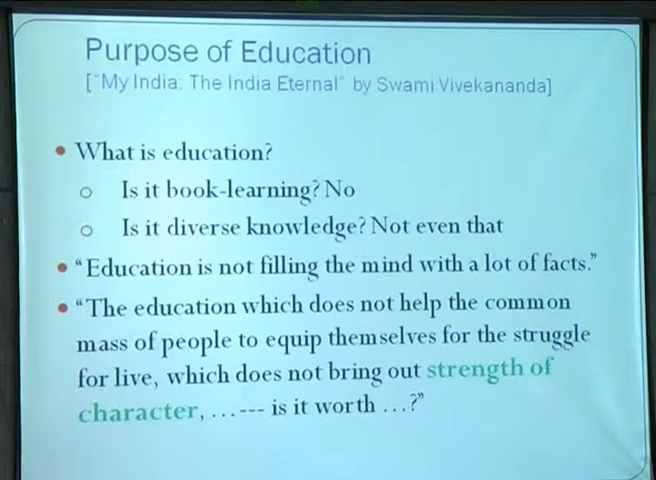 Purpose of Education
["My India: The India Eternal" by Swami Vivekananda]
• What is education?
o Is it book-learning? No
o Is it diverse knowledge? Not even that
• "Education is not filling the mind with a lot of facts."
• "The education which does not help the common
mass of people to equip themselves for the struggle
for live, which does not bring out strength of
character, …--- is it worth …?"